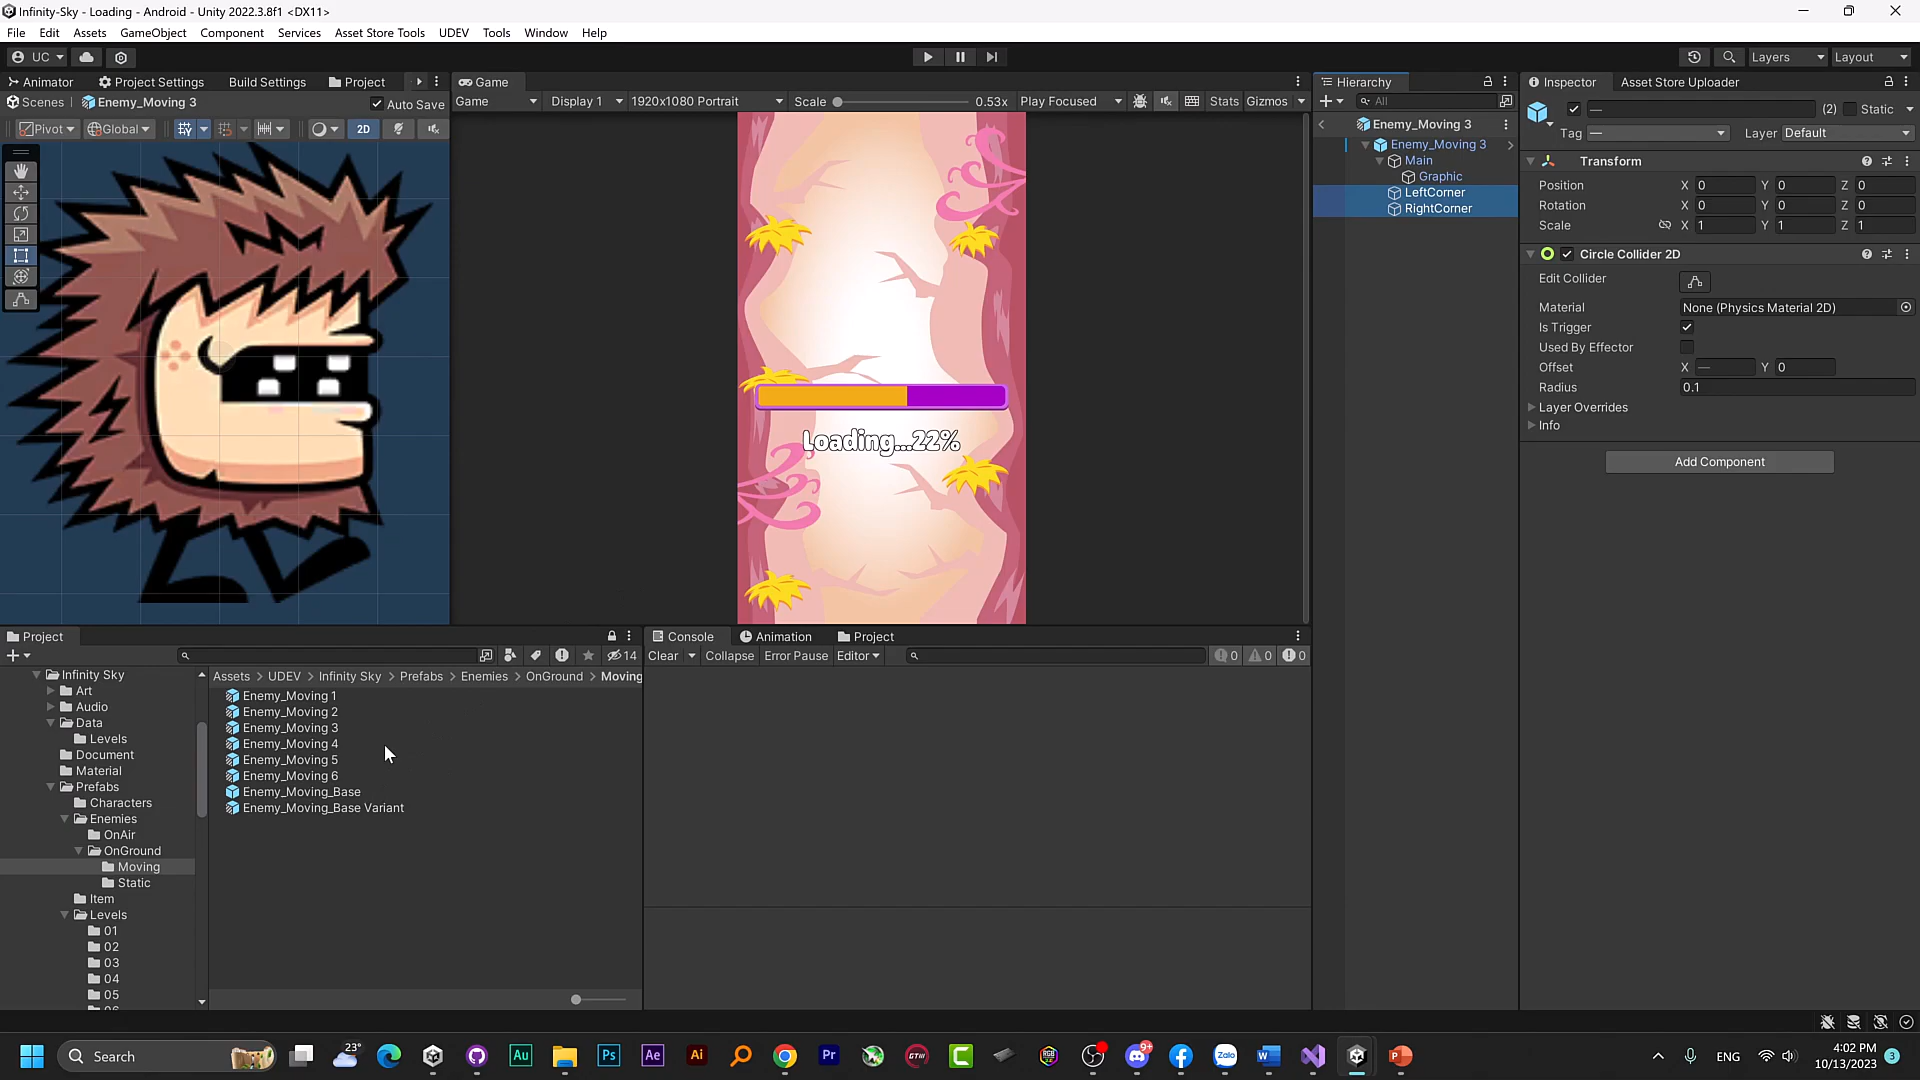 Infinity-Sky - Loading - Android - Unity 2022.3.8f1 <DX11>
File Edit Assets GameObject Component Services Asset Store Tools UDEV Tools Window Help
UC Layers Layout
Animator Project Settings Build Settings Project
Scenes Enemy_Moving 3 Auto Save
Pivot Global 2D
Game
Game Display 1 1920x1080 Portrait Scale 0.53x Play Focused Stats Gizmos
Loading...22%
Hierarchy
All
Enemy_Moving 3
Enemy_Moving 3
Main
Graphic
LeftCorner
RightCorner
Inspector Asset Store Uploader
— (2) Static
Tag — Layer Default
Transform
Position X 0 Y 0 Z 0
Rotation X 0 Y 0 Z 0
Scale X 1 Y 1 Z 1
Circle Collider 2D
Edit Collider
Material None (Physics Material 2D)
Is Trigger
Used By Effector
Offset X — Y 0
Radius 0.1
Layer Overrides
Info
Add Component
Project
14
Infinity Sky
Art
Audio
Data
Levels
Document
Material
Prefabs
Characters
Enemies
OnAir
OnGround
Moving
Static
Item
Levels
01
02
03
04
05
Assets > UDEV > Infinity Sky > Prefabs > Enemies > OnGround > Moving
Enemy_Moving 1
Enemy_Moving 2
Enemy_Moving 3
Enemy_Moving 4
Enemy_Moving 5
Enemy_Moving 6
Enemy_Moving_Base
Enemy_Moving_Base Variant
Console Animation Project
Clear Collapse Error Pause Editor 0 0 0
Search
23°
Au
Ps
Ae
Ai
Pr
9+
Zalo
ENG
4:02 PM
10/13/2023
3